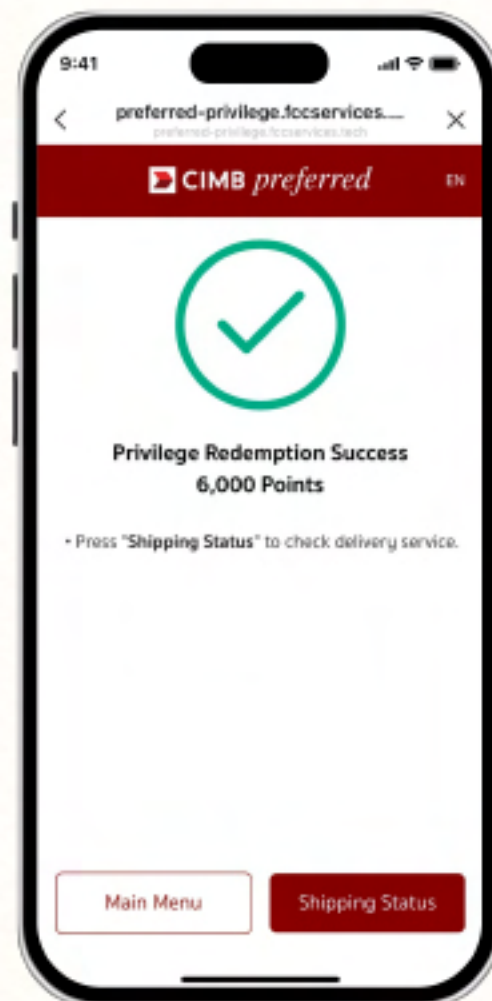 9:41
preferred-privilege.fccservices....
preferred-privilege.fccservices.tech
CIMB preferred EN
Privilege Redemption Success
6,000 Points
• Press "Shipping Status" to check delivery service.
Main Menu Shipping Status